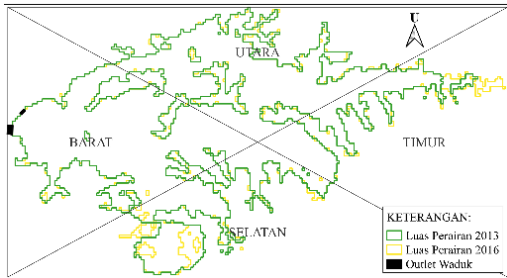 U
UTARA
BARAT
TIMUR
SELATAN
KETERANGAN:
Luas Perairan 2013
Luas Perairan 2016
Outlet Waduk